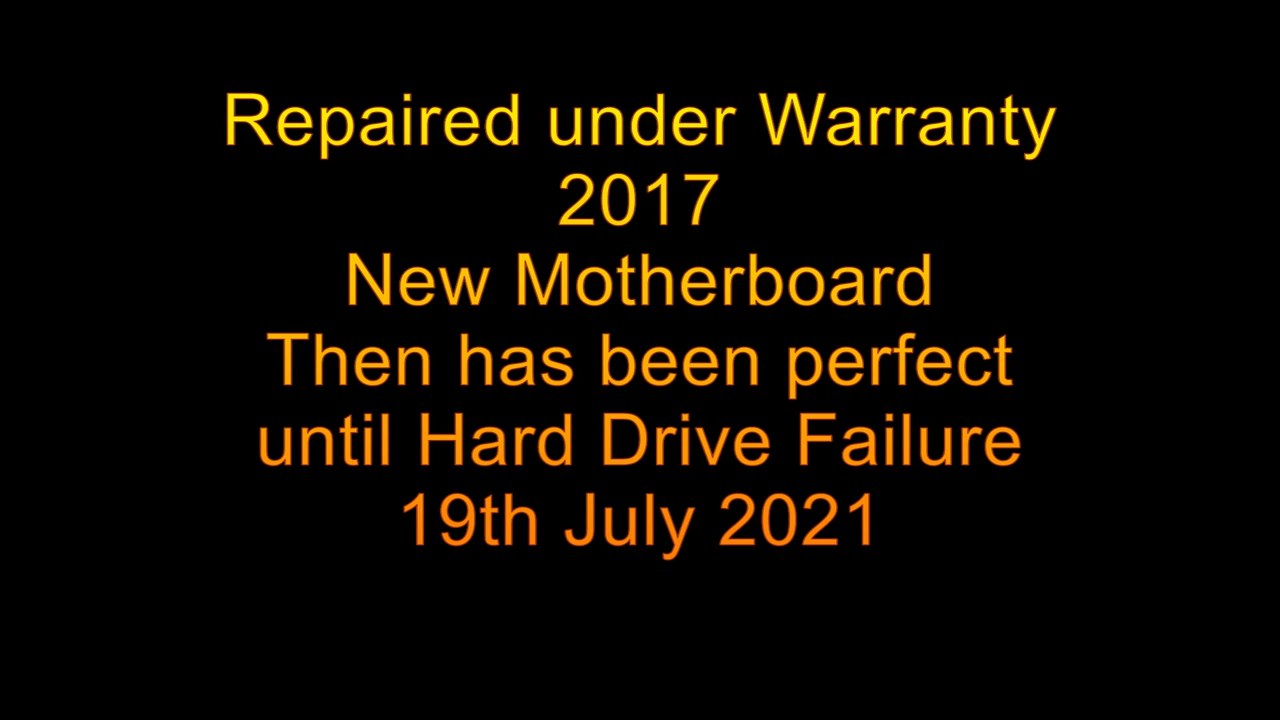 Repaired under Warranty
2017
New Motherboard
Then has been perfect
until Hard Drive Failure
19th July 2021